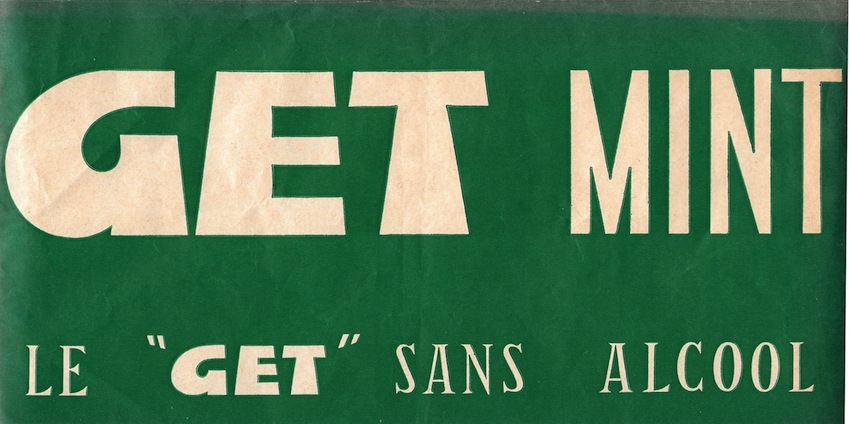 GET MINT
LE "GET" SANS ALCOOL